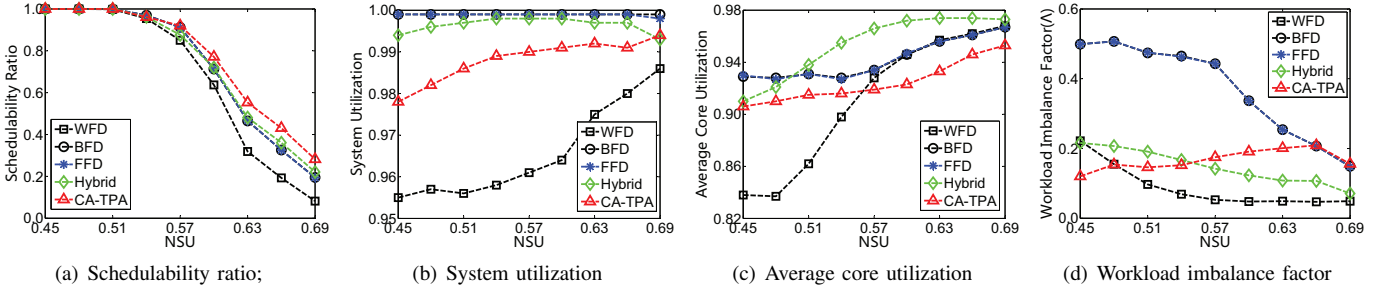 Schedulability Ratio
1.0
0.8
0.6
0.4
0.2
0.0
0.45
0.51
0.57
0.63
0.69
NSU
WFD
BFD
FFD
Hybrid
CA-TPA
(a) Schedulability ratio;
System Utilization
1.00
0.99
0.98
0.97
0.96
0.95
0.45
0.51
0.57
0.63
0.69
NSU
WFD
BFD
FFD
Hybrid
CA-TPA
(b) System utilization
Average Core Utilization
0.98
0.94
0.90
0.86
0.82
0.45
0.51
0.57
0.63
0.69
NSU
WFD
BFD
FFD
Hybrid
CA-TPA
(c) Average core utilization
Workload Imbalance Factor(Λ)
0.6
0.4
0.2
0.0
0.45
0.51
0.57
0.63
0.69
NSU
WFD
BFD
FFD
Hybrid
CA-TPA
(d) Workload imbalance factor